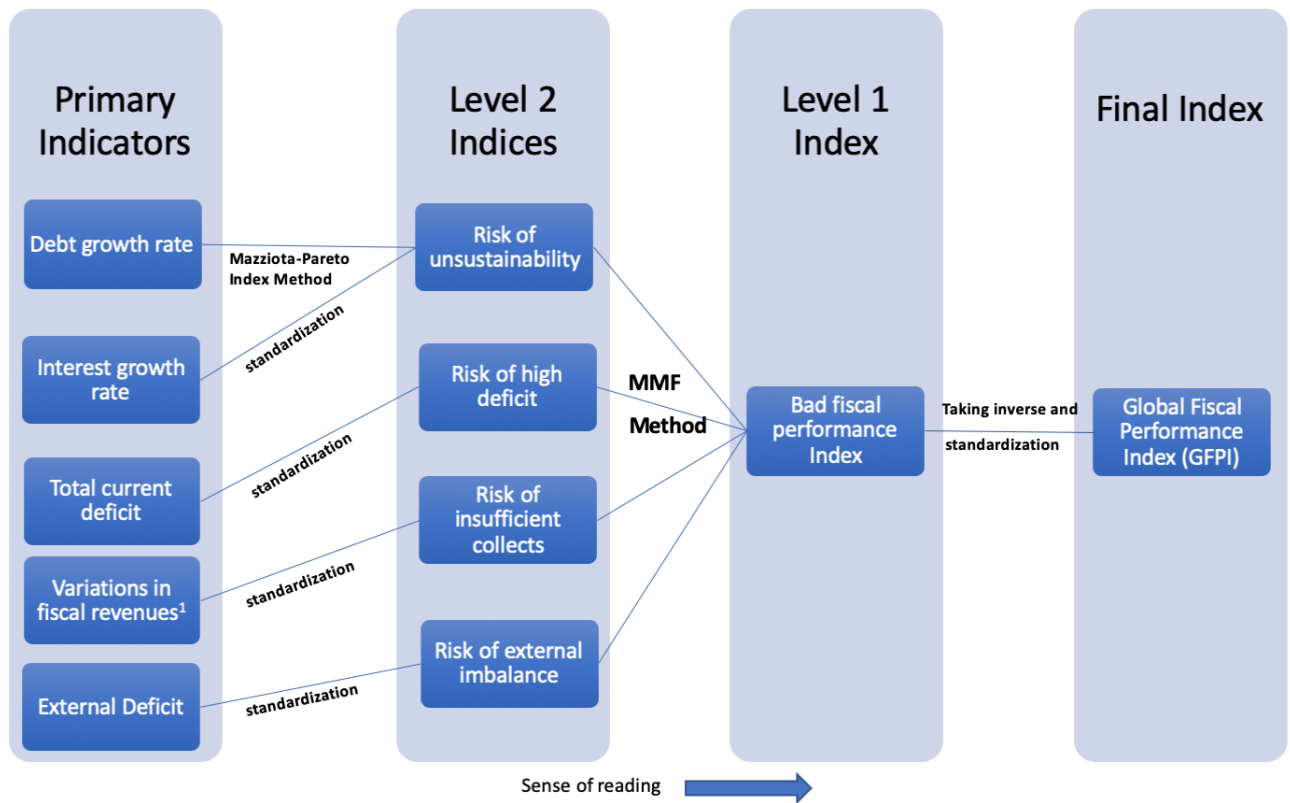 Primary
Indicators
Debt growth rate
Interest growth
rate
Total current
deficit
Variations in
fiscal revenues¹
External Deficit
Mazziota-Pareto
Index Method
standardization
standardization
standardization
standardization
Level 2
Indices
Risk of
unsustainability
Risk of high
deficit
Risk of
insufficient
collects
Risk of external
imbalance
MMF
Method
Level 1
Index
Bad fiscal
performance
Index
Taking inverse and
standardization
Final Index
Global Fiscal
Performance
Index (GFPI)
Sense of reading